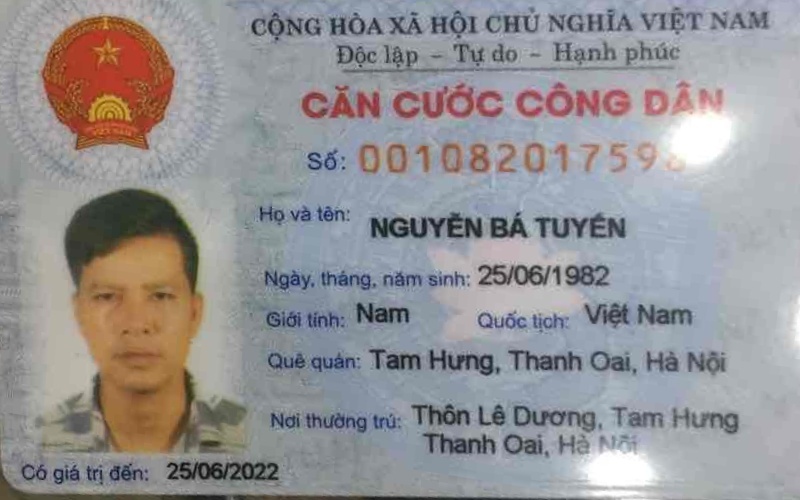 CỘNG HÒA XÃ HỘI CHỦ NGHĨA VIỆT NAM
Độc lập – Tự do – Hạnh phúc
CĂN CƯỚC CÔNG DÂN
Số:
VIỆT NAM
Họ và tên: NGUYỄN BÁ TUYẾN
Ngày, tháng, năm sinh: 25/06/1982
Giới tính: Nam Quốc tịch: Việt Nam
Quê quán: Tam Hưng, Thanh Oai, Hà Nội
Nơi thường trú: Thôn Lê Dương, Tam Hưng
Thanh Oai, Hà Nội
Có giá trị đến: 25/06/2022